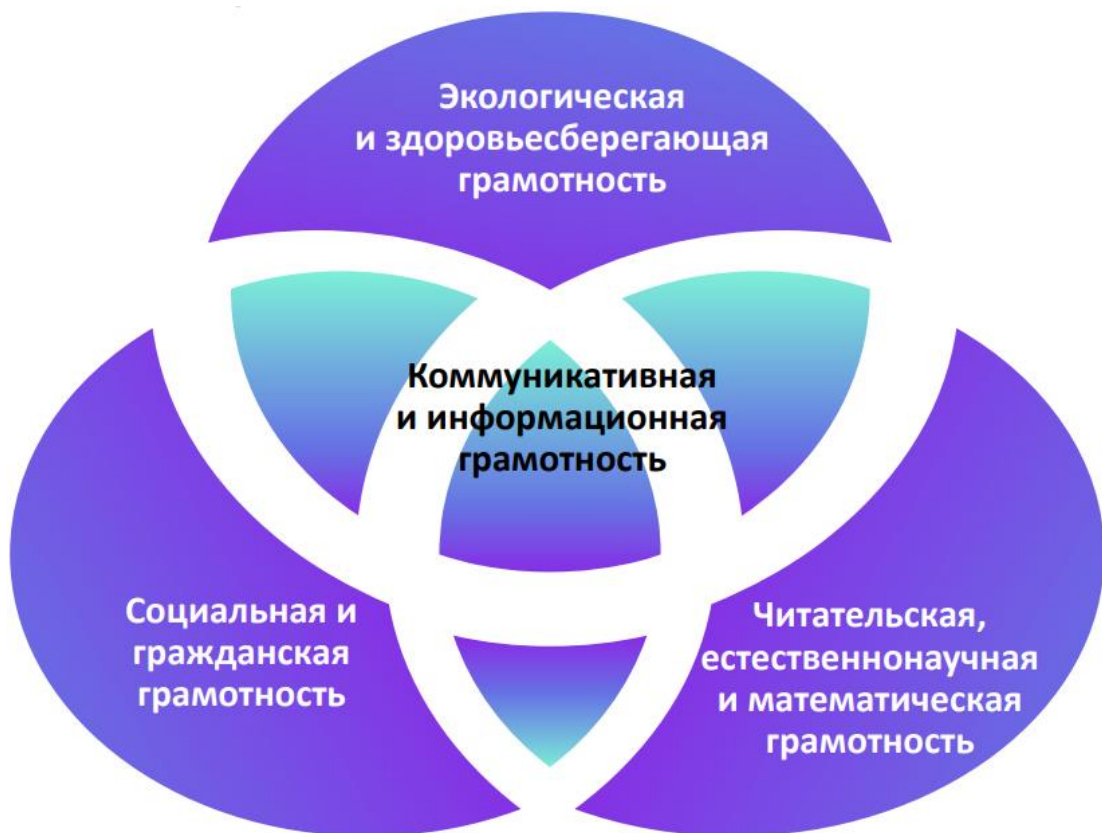 Экологическая
и здоровьесберегающая
грамотность
Коммуникативная
и информационная
грамотность
Социальная и
гражданская
грамотность
Читательская,
естественнонаучная
и математическая
грамотность